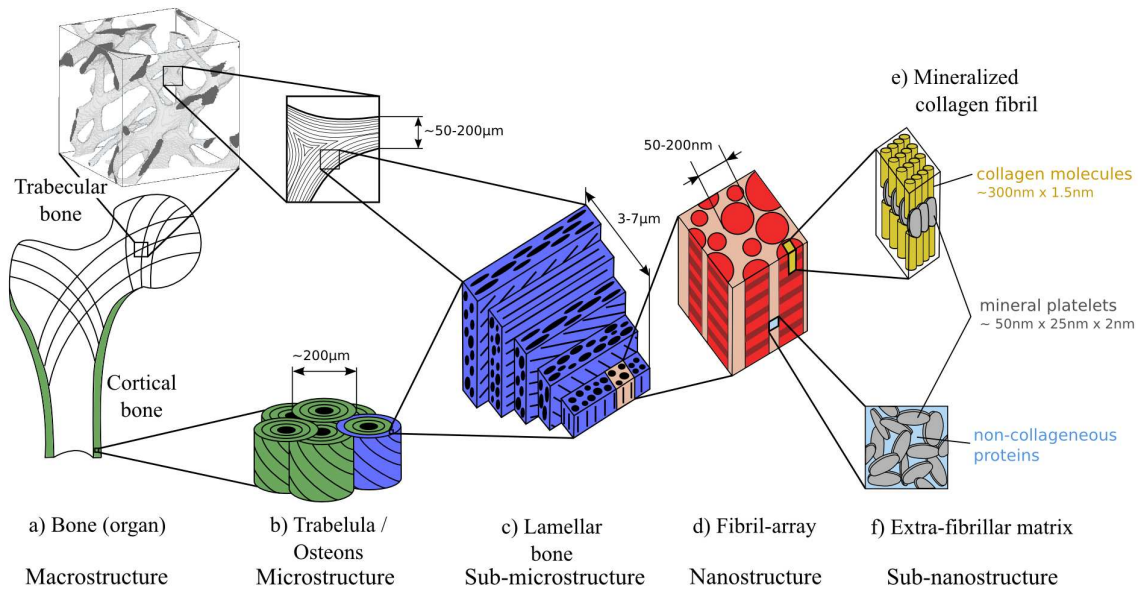 e) Mineralized
collagen fibril
~50-200µm
50-200nm
collagen molecules
~300nm x 1.5nm
Trabecular
bone
3-7µm
mineral platelets
~ 50nm x 25nm x 2nm
~200µm
Cortical
bone
non-collageneous
proteins
a) Bone (organ)
b) Trabelula /
Osteons
c) Lamellar
bone
d) Fibril-array
f) Extra-fibrillar matrix
Macrostructure
Microstructure
Sub-microstructure
Nanostructure
Sub-nanostructure